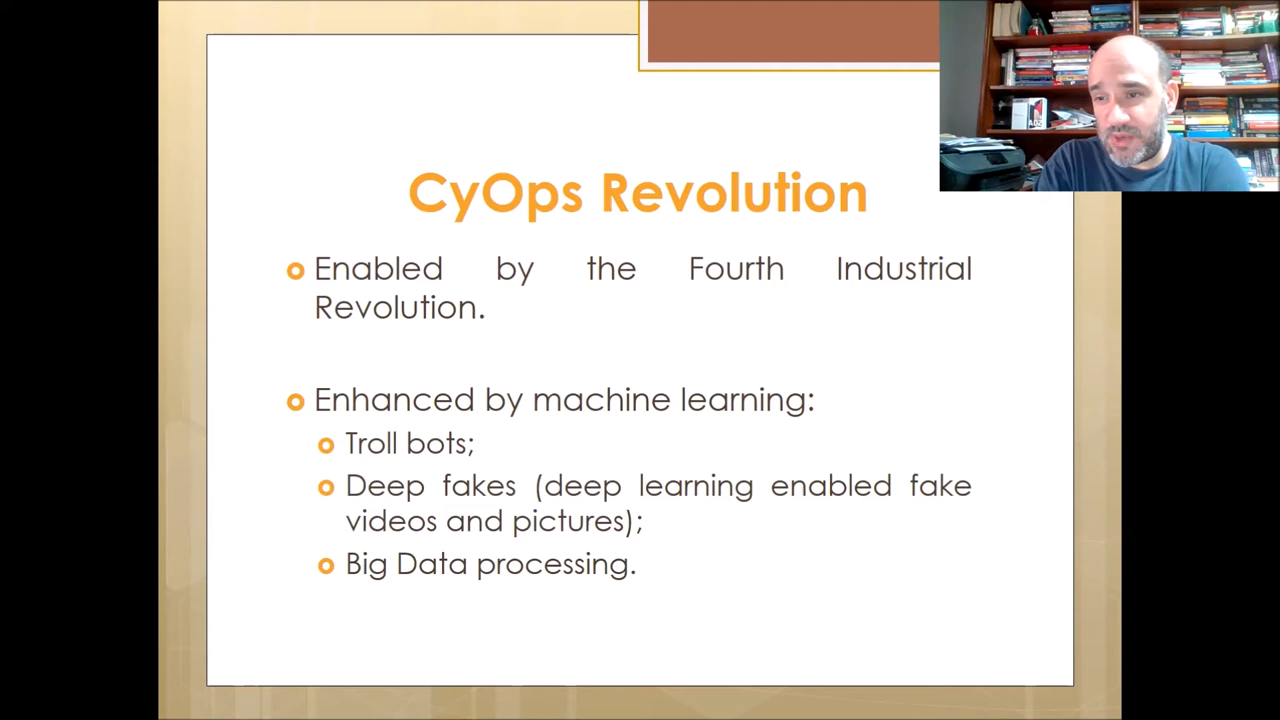 CyOps Revolution
Enabled by the Fourth Industrial
Revolution.
Enhanced by machine learning:
Troll bots;
Deep fakes (deep learning enabled fake
videos and pictures);
Big Data processing.